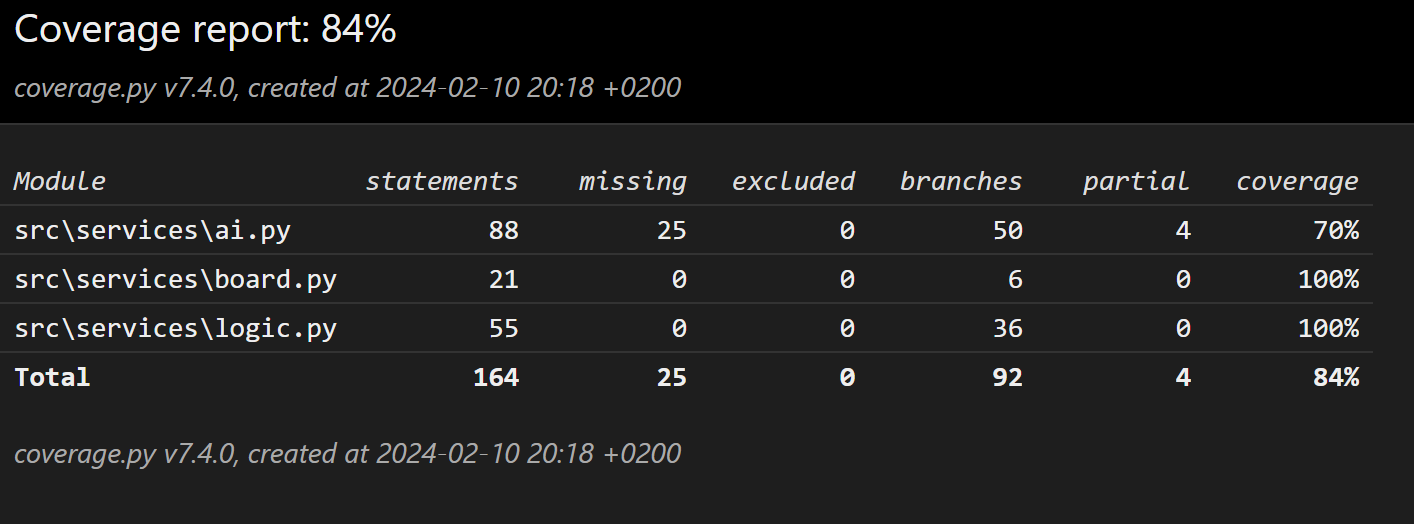 Coverage report: 84%
coverage.py v7.4.0, created at 2024-02-10 20:18 +0200
Module statements missing excluded branches partial coverage
src\services\ai.py 88 25 0 50 4 70%
src\services\board.py 21 0 0 6 0 100%
src\services\logic.py 55 0 0 36 0 100%
Total 164 25 0 92 4 84%
coverage.py v7.4.0, created at 2024-02-10 20:18 +0200